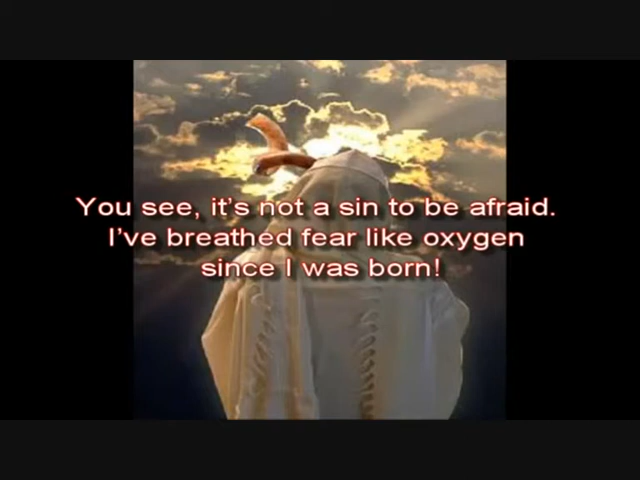 You see, it's not a sin to be afraid.
I've breathed fear like oxygen
since I was born!